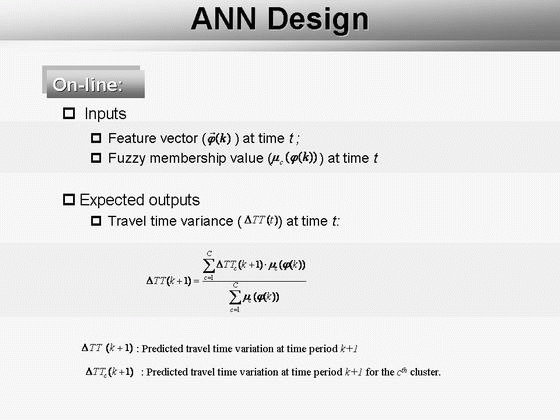 ANN Design
On-line:
Inputs
Feature vector (φ⃗(k) ) at time t ;
Fuzzy membership value (μc (φ(k)) ) at time t
Expected outputs
Travel time variance ( ΔTT(t)) at time t:
ΔTT(k+1) = ∑_{c=1}^{C} ΔTTc(k+1)·μc(φ(k)) / ∑_{c=1}^{C} μc(φ(k))
ΔTT (k+1) : Predicted travel time variation at time period k+1
ΔTTc(k+1) : Predicted travel time variation at time period k+1 for the cth cluster.